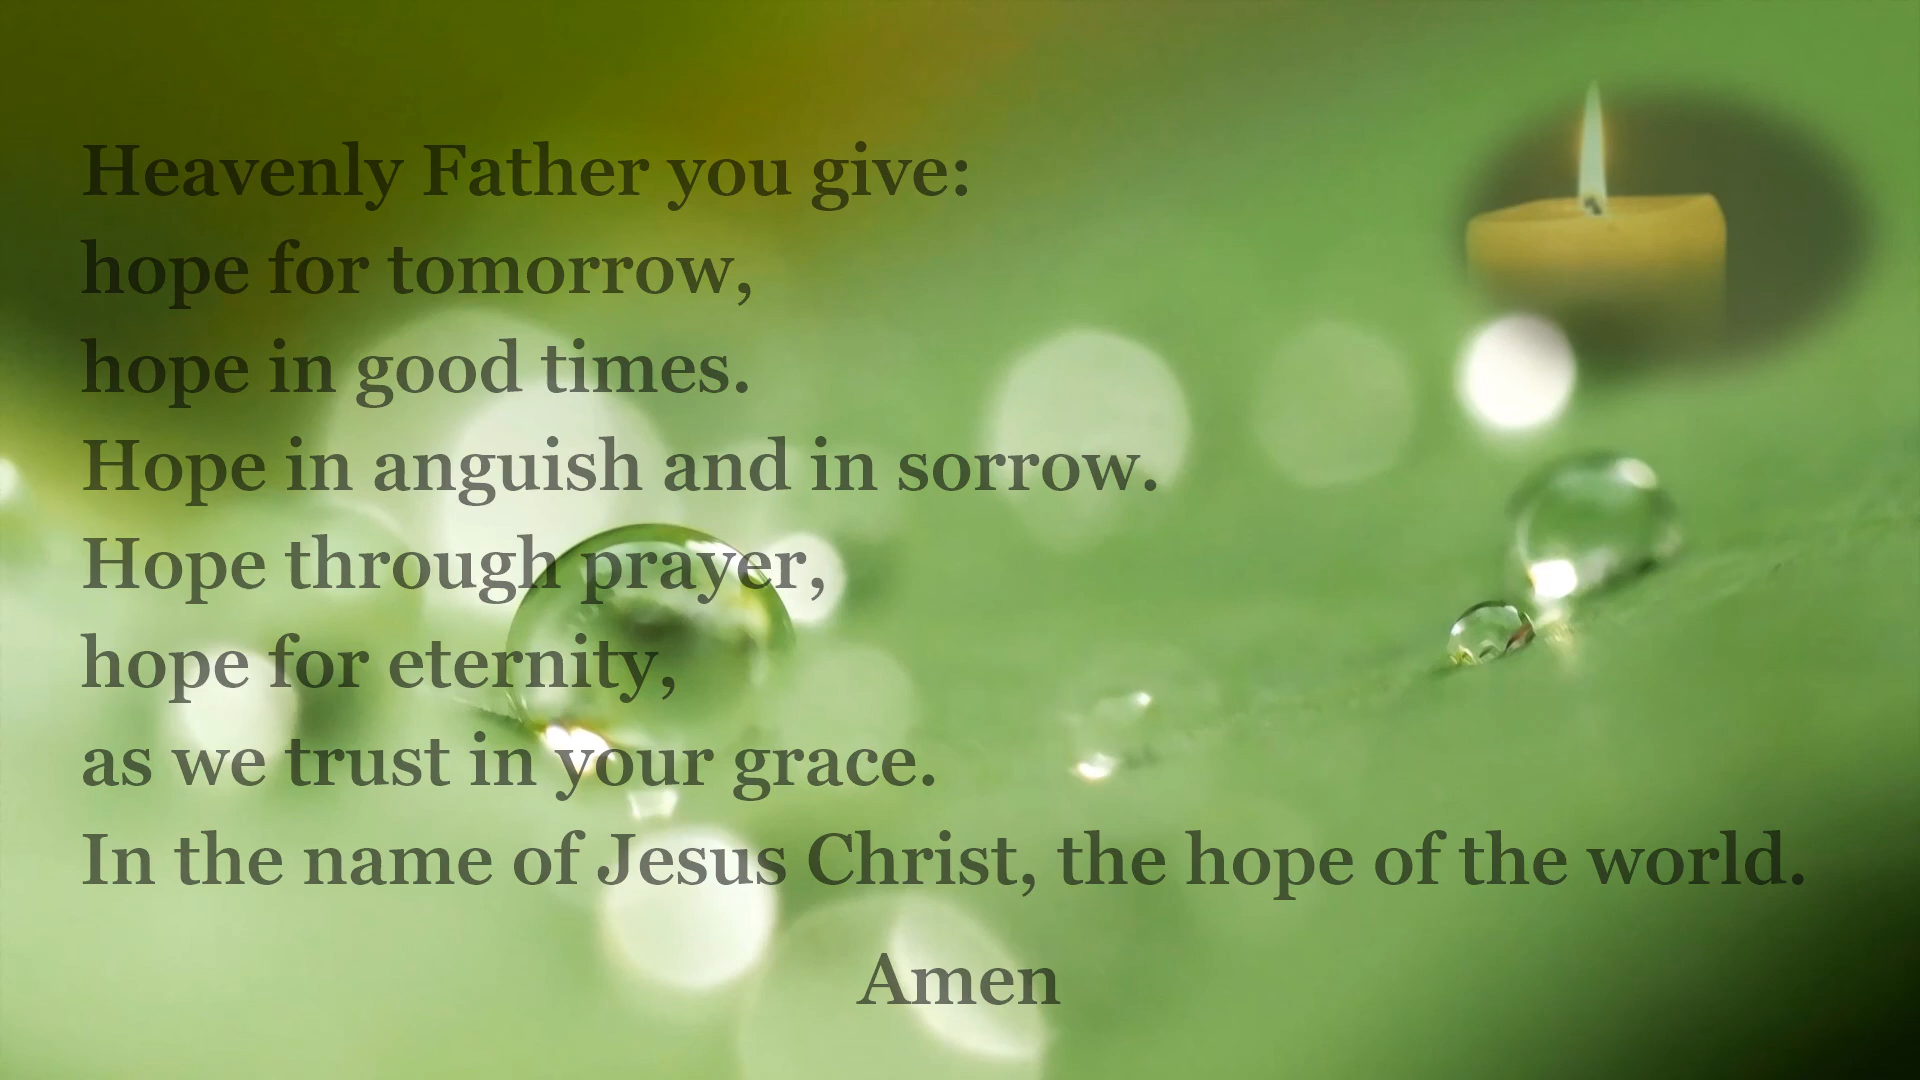 Heavenly Father you give:
hope for tomorrow,
hope in good times.
Hope in anguish and in sorrow.
Hope through prayer,
hope for eternity,
as we trust in your grace.
In the name of Jesus Christ, the hope of the world.
Amen